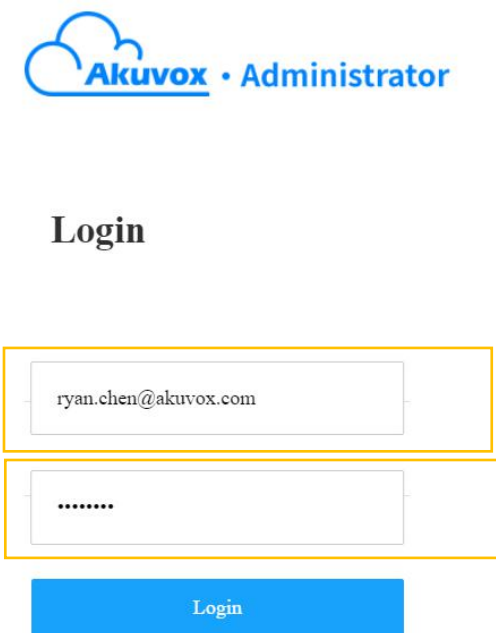 Akuvox • Administrator
Login
ryan.chen@akuvox.com
••••••••
Login